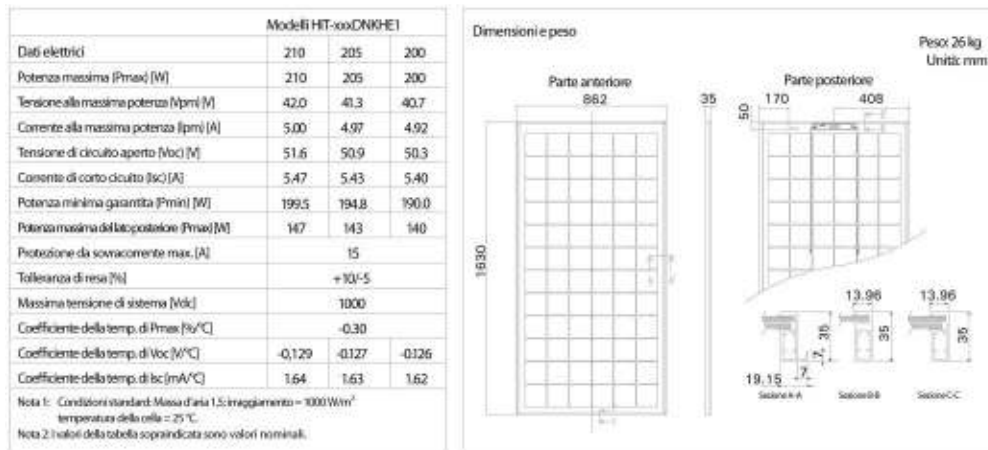 Modelli HIT-xxxDNKHE1
Dati elettrici 210 205 200
Potenza massima (Pmax) [W] 210 205 200
Tensione alla massima potenza (Vpm) [V] 42.0 41.3 40.7
Corrente alla massima potenza (Ipm) [A] 5.00 4.97 4.92
Tensione di circuito aperto (Voc) [V] 51.6 50.9 50.3
Corrente di corto cicuito (Isc) [A] 5.47 5.43 5.40
Potenza minima garantita (Pmin) [W] 199.5 194.8 190.0
Potenza massima del lato posteriore (Pmax) [W] 147 143 140
Protezione da sovracorrente max. [A] 15
Tolleranza di resa [%] +10/-5
Massima tensione di sistema [Vdc] 1000
Coefficiente della temp. di Pmax [%/°C] -0.30
Coefficiente della temp. di Voc [V/°C] -0,129 -0.127 -0.126
Coefficiente della temp. di Isc [mA/°C] 1.64 1.63 1.62
Nota 1: Condizioni standard: Massa d'aria 1,5; irraggiamento = 1000 W/m²
temperatura della cella = 25 °C.
Nota 2: I valori della tabella sopraindicata sono valori nominali.
Dimensioni e peso
Peso: 26 kg
Unità: mm
Parte anteriore
862
35
1630
Parte posteriore
170 408
50
13.96 13.96
35 35 35
7
7
19.15
Sezione A-A Sezione B-B Sezione C-C